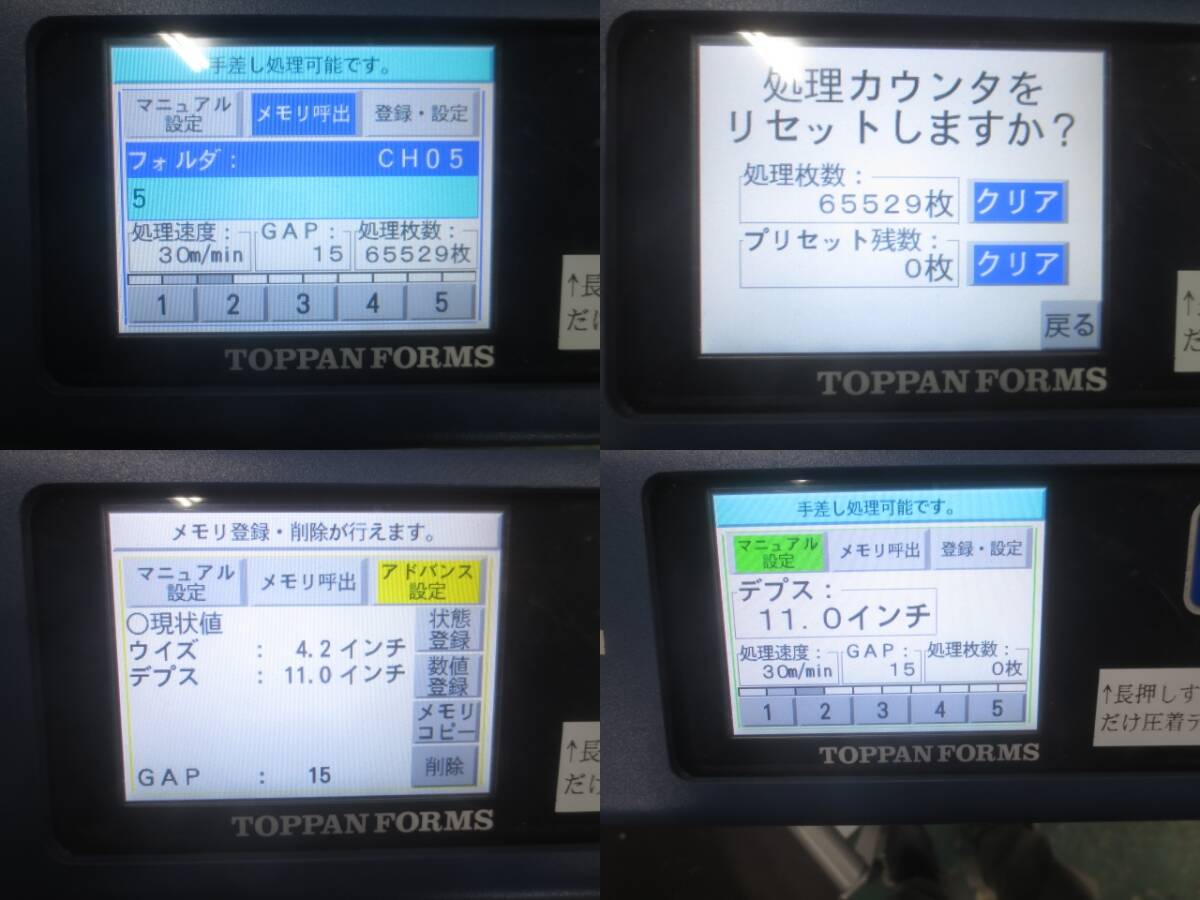 手差し処理可能です。
マニュアル
設定
メモリ呼出
登録・設定
フォルダ： CH05
5
処理速度： GAP： 処理枚数：
30m/min 15 65529枚
1 2 3 4 5
TOPPAN FORMS
↑長
だけ
処理カウンタを
リセットしますか？
処理枚数：
65529枚 クリア
プリセット残数：
0枚 クリア
戻る
TOPPAN FORMS
↑
だ
メモリ登録・削除が行えます。
マニュアル
設定
メモリ呼出
アドバンス
設定
○現状値
ウイズ ： 4.2インチ
デプス ： 11.0インチ
GAP ： 15
状態
登録
数値
登録
メモリ
コピー
削除
TOPPAN FORMS
↑長
だけ
手差し処理可能です。
マニュアル
設定
メモリ呼出
登録・設定
デプス：
11.0インチ
処理速度： GAP： 処理枚数：
30m/min 15 0枚
1 2 3 4 5
TOPPAN FORMS
↑長押しす
だけ圧着テ